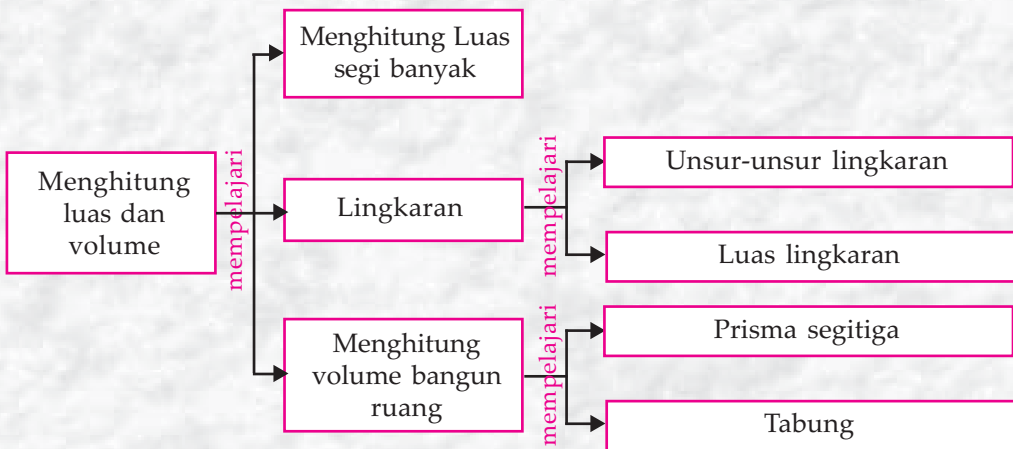 Menghitung
luas dan
volume
mempelajari
Menghitung Luas
segi banyak
Lingkaran
mempelajari
Unsur-unsur lingkaran
Luas lingkaran
Menghitung
volume bangun
ruang
mempelajari
Prisma segitiga
Tabung